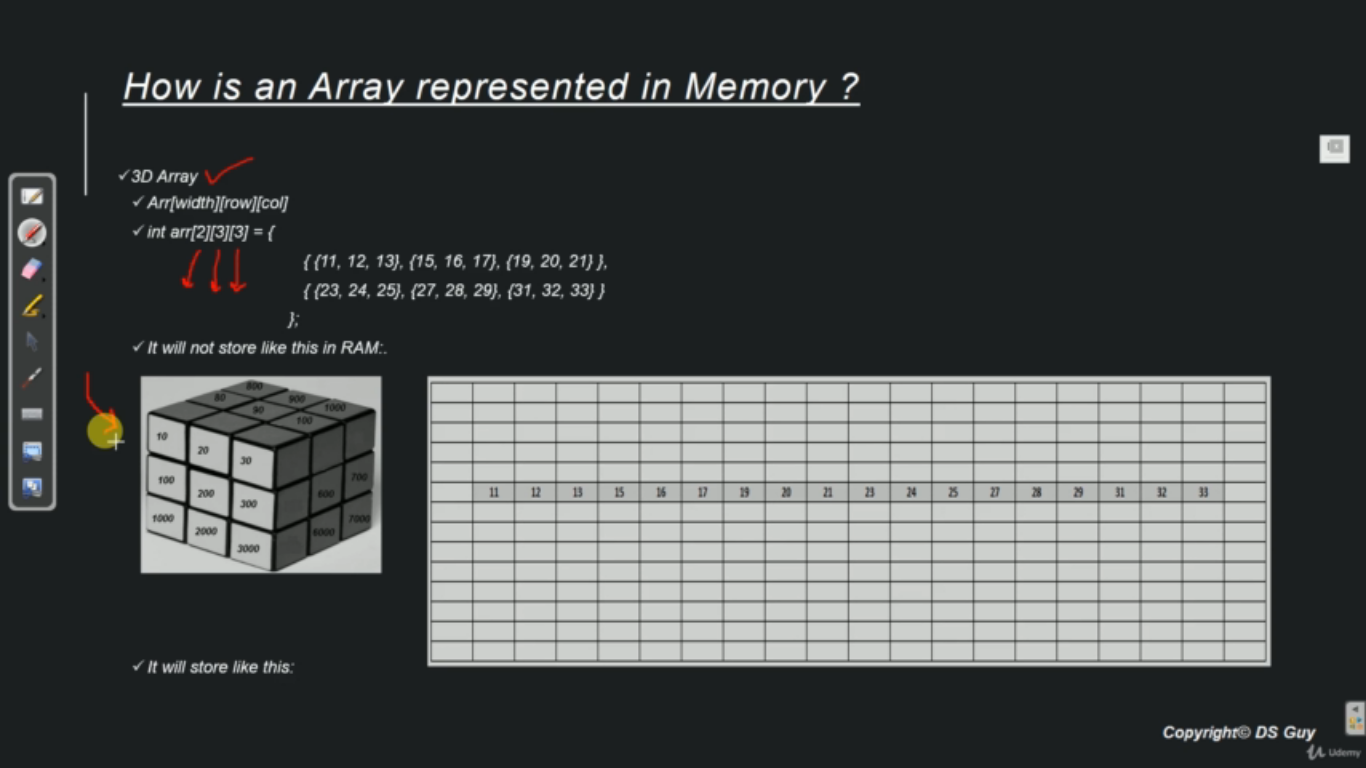 How is an Array represented in Memory ?
✓3D Array
✓ Arr[width][row][col]
✓ int arr[2][3][3] = {
{ {11, 12, 13}, {15, 16, 17}, {19, 20, 21} },
{ {23, 24, 25}, {27, 28, 29}, {31, 32, 33} }
};
✓ It will not store like this in RAM:.
800
80 900
90 1000
100
10
20
30
100 700
200 600
300
1000 7000
2000 6000
3000
11 12 13 15 16 17 19 20 21 23 24 25 27 28 29 31 32 33
✓ It will store like this:
Copyright© DS Guy
Udemy